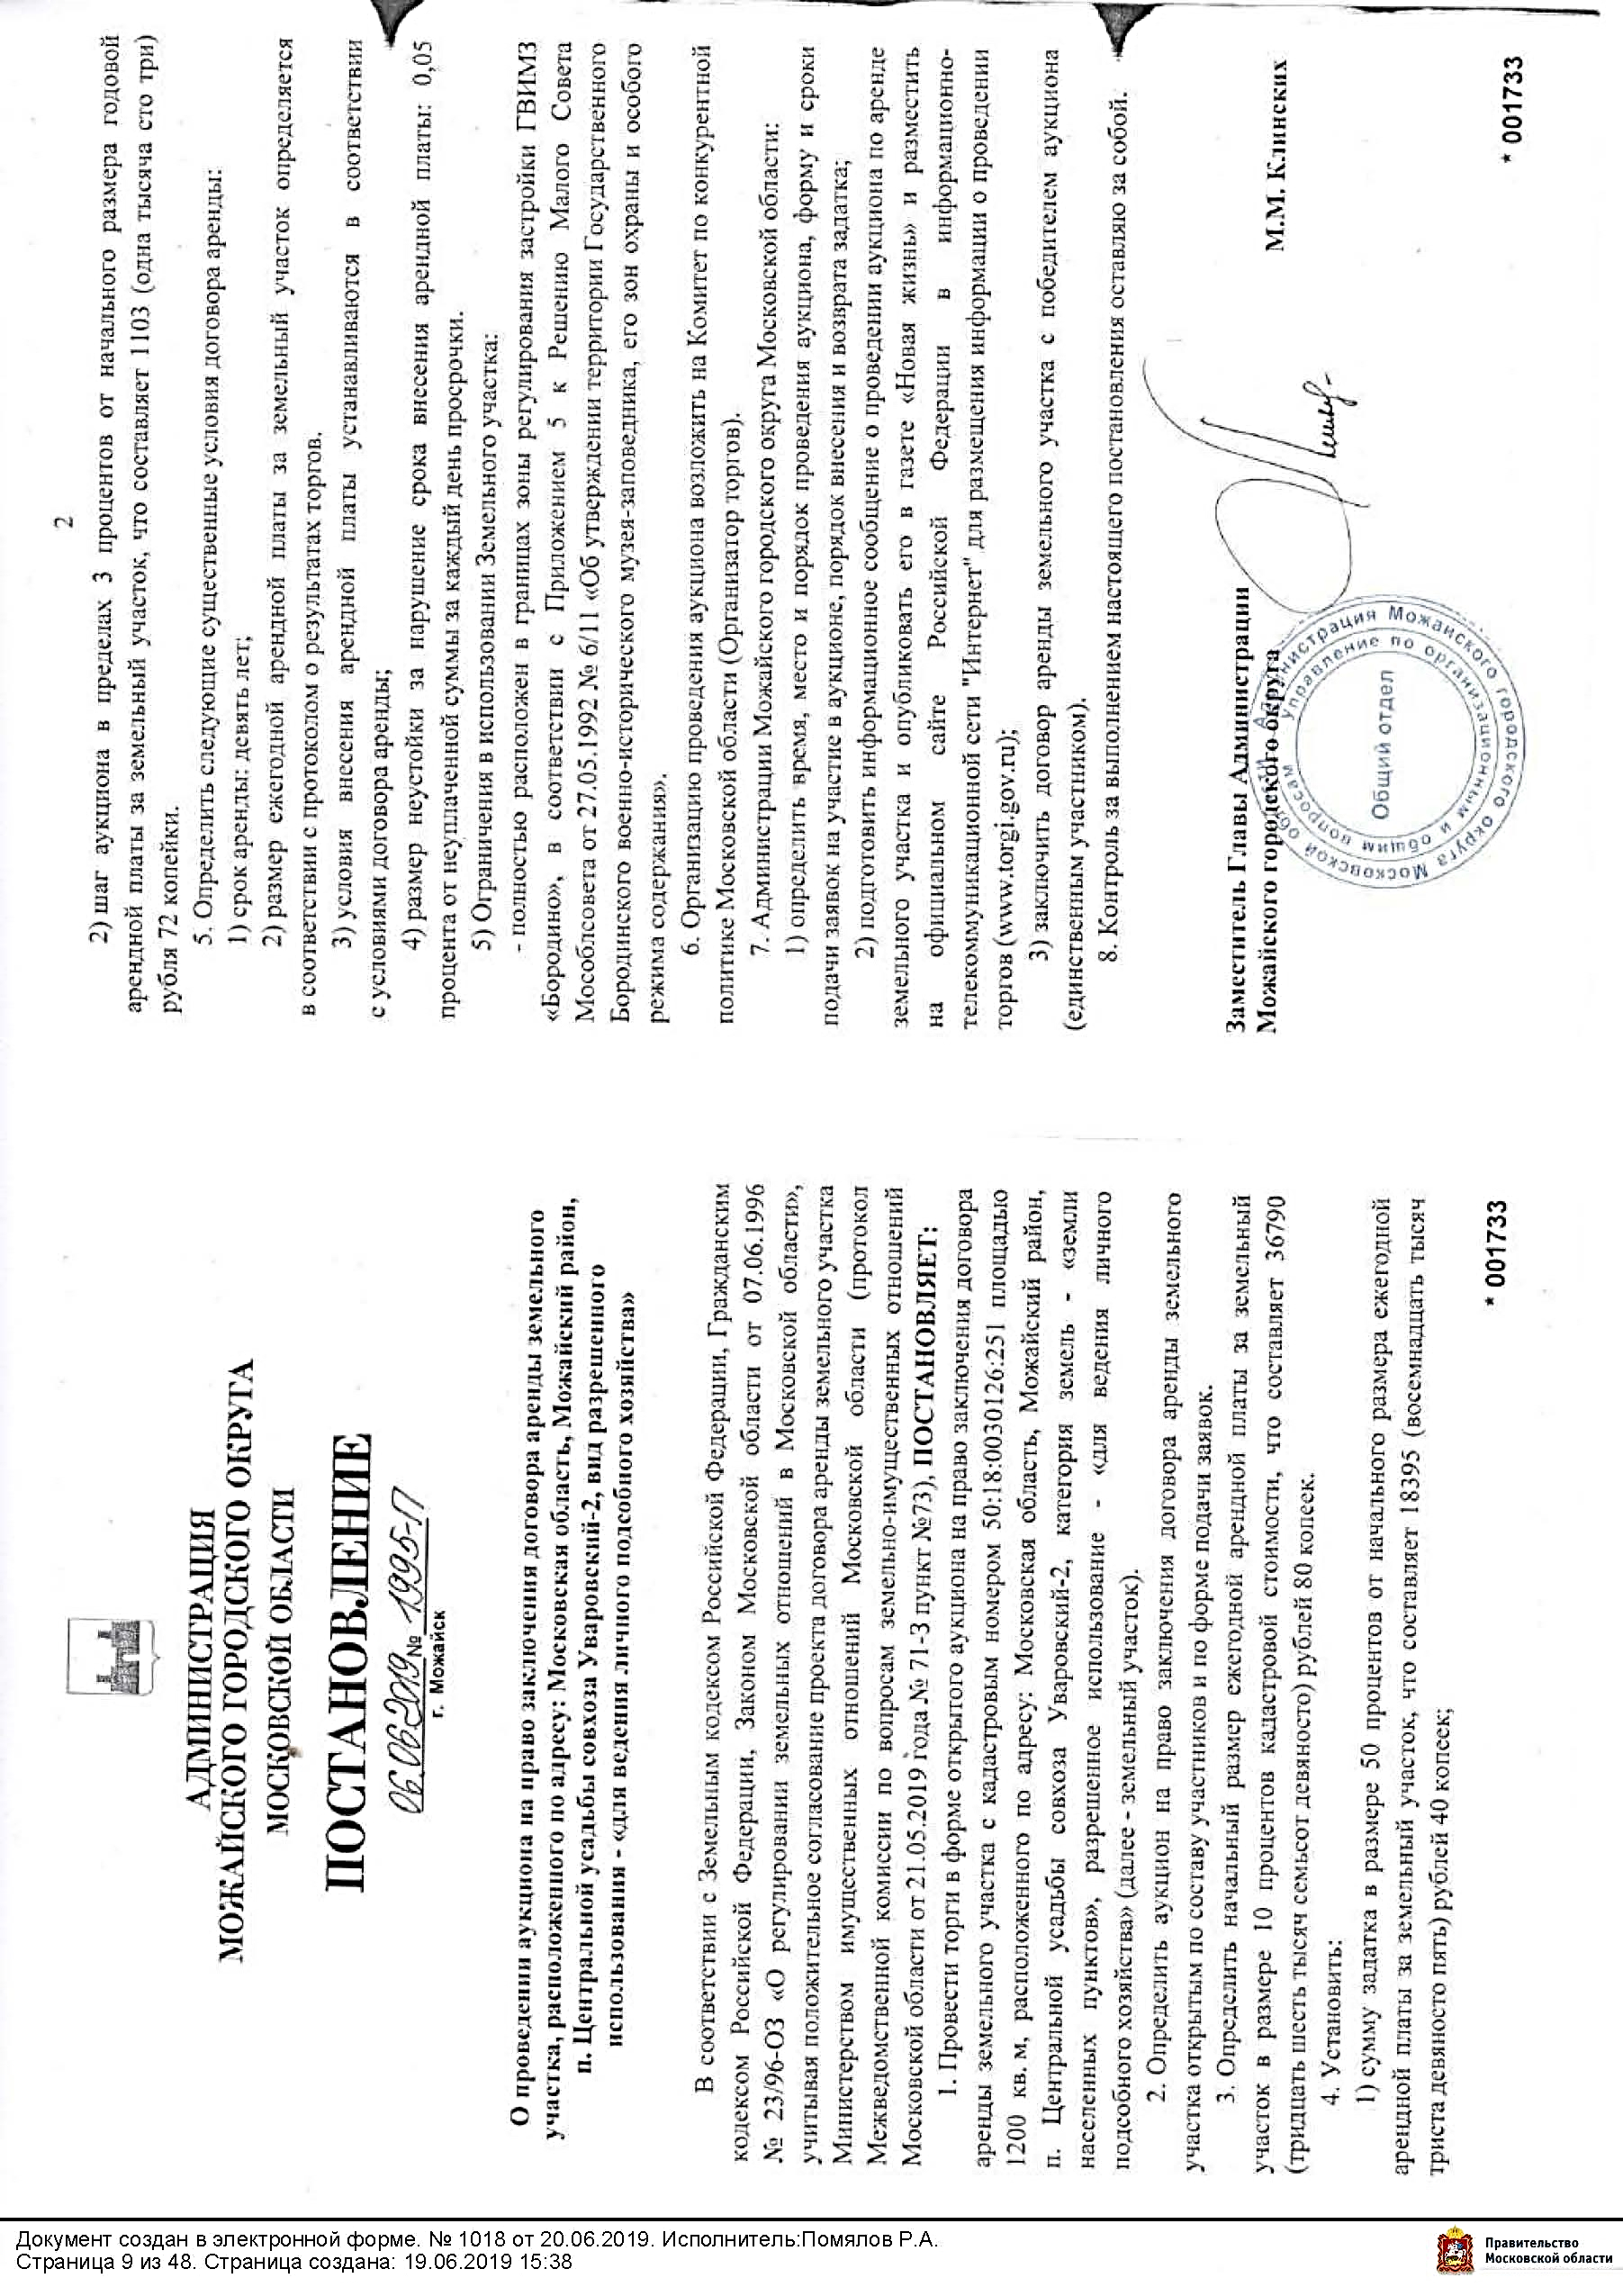 АДМИНИСТРАЦИЯ
МОЖАЙСКОГО ГОРОДСКОГО ОКРУГА
МОСКОВСКОЙ ОБЛАСТИ
ПОСТАНОВЛЕНИЕ
06.06.2019 № 1995-П
г. Можайск
О проведении аукциона на право заключения договора аренды земельного
участка, расположенного по адресу: Московская область, Можайский район,
п. Центральной усадьбы совхоза Уваровский-2, вид разрешенного
использования - «для ведения личного подсобного хозяйства»
В соответствии с Земельным кодексом Российской Федерации, Гражданским
кодексом Российской Федерации, Законом Московской области от 07.06.1996
№ 23/96-ОЗ «О регулировании земельных отношений в Московской области»,
учитывая положительное согласование проекта договора аренды земельного участка
Министерством имущественных отношений Московской области (протокол
Межведомственной комиссии по вопросам земельно-имущественных отношений
Московской области от 21.05.2019 года № 71-З пункт №73), ПОСТАНОВЛЯЕТ:
1. Провести торги в форме открытого аукциона на право заключения договора
аренды земельного участка с кадастровым номером 50:18:0030126:251 площадью
1200 кв. м, расположенного по адресу: Московская область, Можайский район,
п. Центральной усадьбы совхоза Уваровский-2, категория земель - «земли
населенных пунктов», разрешенное использование - «для ведения личного
подсобного хозяйства» (далее - земельный участок).
2. Определить аукцион на право заключения договора аренды земельного
участка открытым по составу участников и по форме подачи заявок.
3. Определить начальный размер ежегодной арендной платы за земельный
участок в размере 10 процентов кадастровой стоимости, что составляет 36790
(тридцать шесть тысяч семьсот девяносто) рублей 80 копеек.
4. Установить:
1) сумму задатка в размере 50 процентов от начального размера ежегодной
арендной платы за земельный участок, что составляет 18395 (восемнадцать тысяч
триста девяносто пять) рублей 40 копеек;
* 001733
2
2) шаг аукциона в пределах 3 процентов от начального размера годовой
арендной платы за земельный участок, что составляет 1103 (одна тысяча сто три)
рубля 72 копейки.
5. Определить следующие существенные условия договора аренды:
1) срок аренды: девять лет;
2) размер ежегодной арендной платы за земельный участок определяется
в соответствии с протоколом о результатах торгов.
3) условия внесения арендной платы устанавливаются в соответствии
с условиями договора аренды;
4) размер неустойки за нарушение срока внесения арендной платы: 0,05
процента от неуплаченной суммы за каждый день просрочки.
5) Ограничения в использовании Земельного участка:
- полностью расположен в границах зоны регулирования застройки ГВИМЗ
«Бородино», в соответствии с Приложением 5 к Решению Малого Совета
Мособлсовета от 27.05.1992 № 6/11 «Об утверждении территории Государственного
Бородинского военно-исторического музея-заповедника, его зон охраны и особого
режима содержания».
6. Организацию проведения аукциона возложить на Комитет по конкурентной
политике Московской области (Организатор торгов).
7. Администрации Можайского городского округа Московской области:
1) определить время, место и порядок проведения аукциона, форму и сроки
подачи заявок на участие в аукционе, порядок внесения и возврата задатка;
2) подготовить информационное сообщение о проведении аукциона по аренде
земельного участка и опубликовать его в газете «Новая жизнь» и разместить
на официальном сайте Российской Федерации в информационно-
телекоммуникационной сети "Интернет" для размещения информации о проведении
торгов (www.torgi.gov.ru);
3) заключить договор аренды земельного участка с победителем аукциона
(единственным участником).
8. Контроль за выполнением настоящего постановления оставляю за собой.
Заместитель Главы Администрации
Можайского городского округа М.М. Клинских
Администрация Можайского городского округа Московской области
Управление по организационным и общим вопросам
Общий отдел
* 001733
Документ создан в электронной форме. № 1018 от 20.06.2019. Исполнитель:Помялов Р.А.
Страница 9 из 48. Страница создана: 19.06.2019 15:38
Правительство
Московской области